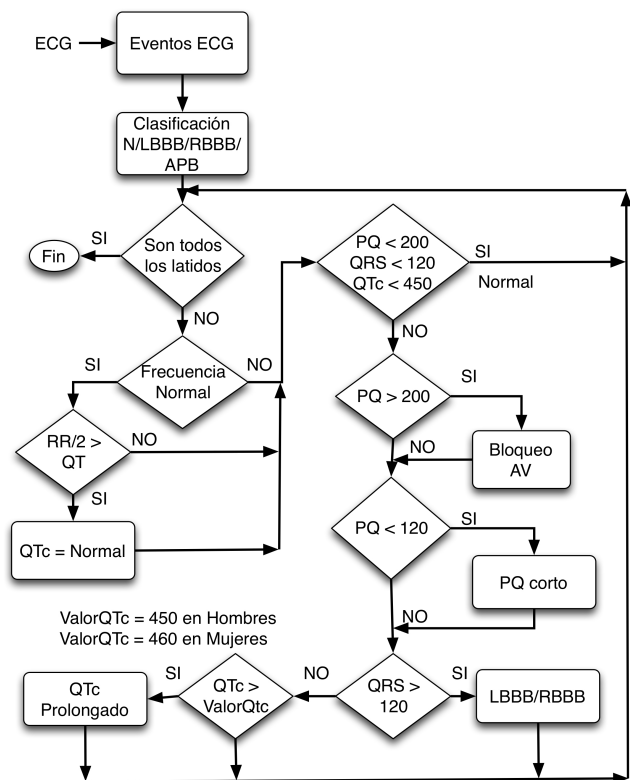 ECG
Eventos ECG
Clasificación
N/LBBB/RBBB/
APB
Son todos
los latidos
SI
Fin
NO
Frecuencia
Normal
SI
NO
RR/2 >
QT
NO
SI
QTc = Normal
PQ < 200
QRS < 120
QTc < 450
SI
Normal
NO
PQ > 200
SI
Bloqueo
AV
NO
PQ < 120
SI
PQ corto
NO
ValorQTc = 450 en Hombres
ValorQTc = 460 en Mujeres
QRS >
120
SI
LBBB/RBBB
NO
QTc >
ValorQtc
SI
QTc
Prolongado